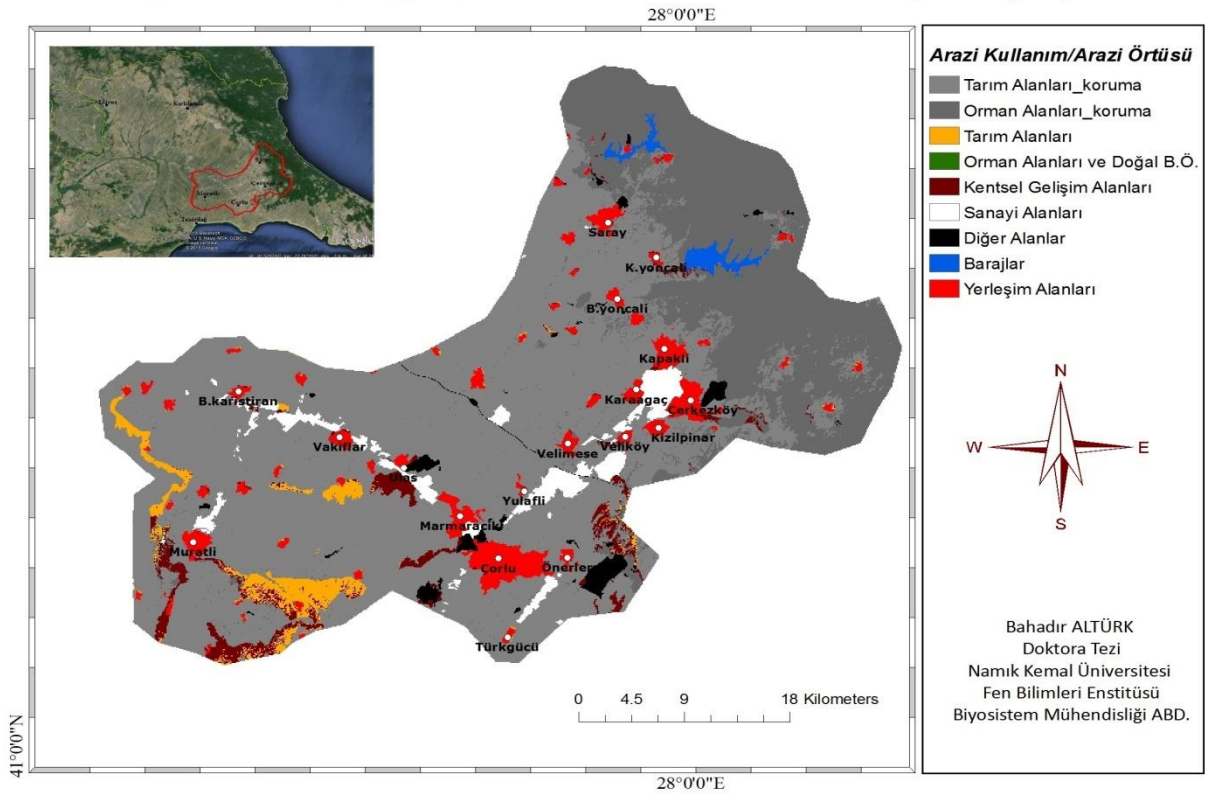 28°0'0"E
Arazi Kullanım/Arazi Örtüsü
Tarım Alanları_koruma
Orman Alanları_koruma
Tarım Alanları
Orman Alanları ve Doğal B.Ö.
Kentsel Gelişim Alanları
Sanayi Alanları
Diğer Alanlar
Barajlar
Yerleşim Alanları
Saray
K.yoncali
B.yoncali
Kapakli
B.karistiran
Karaagaç
Çerkezköy
Vakiflar
Velimese
Veliköy
Kizilpinar
Ulas
Yulafli
Marmaracik
Muratli
Çorlu
Önerler
Türkgücü
N
W
E
S
0 4.5 9 18 Kilometers
Bahadır ALTÜRK
Doktora Tezi
Namık Kemal Üniversitesi
Fen Bilimleri Enstitüsü
Biyosistem Mühendisliği ABD.
41°0'0"N
28°0'0"E